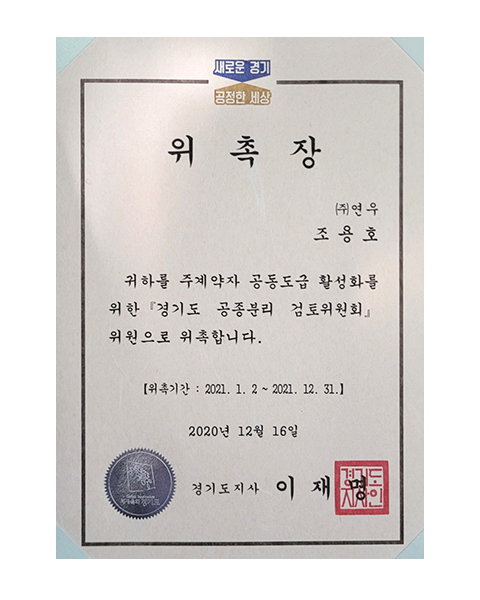 새로운 경기
공정한 세상
위 촉 장
㈜연우
조 용 호
귀하를 주계약자 공동도급 활성화를
위한 『경기도 공종분리 검토위원회』
위원으로 위촉합니다.
【위촉기간 : 2021. 1. 2 ~ 2021. 12. 31.】
2020년 12월 16일
경기도지사 이 재 명